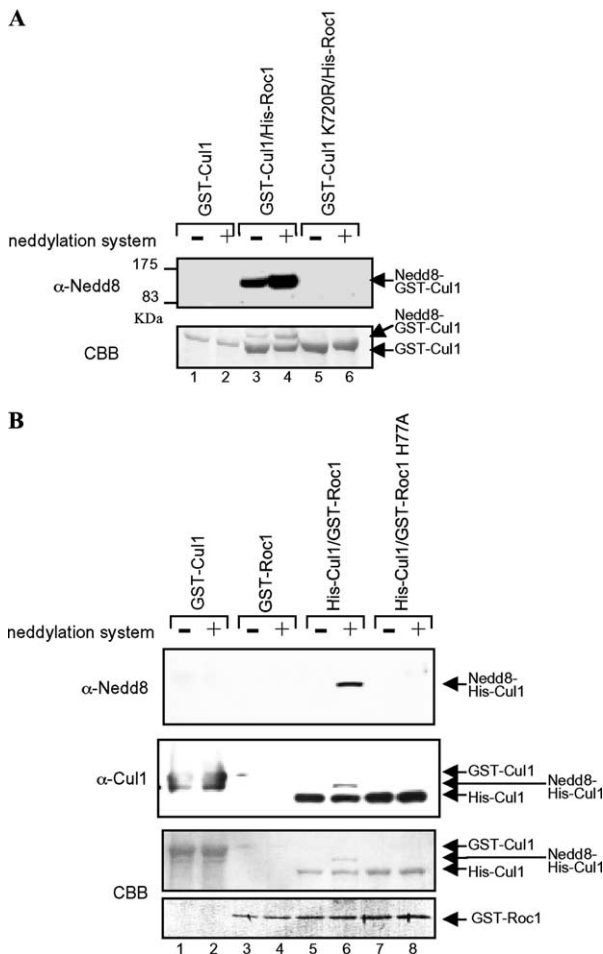 A
GST-Cul1
GST-Cul1/His-Roc1
GST-Cul1 K720R/His-Roc1
neddylation system - + - + - +
175
α-Nedd8
83
KDa
Nedd8-
GST-Cul1
Nedd8-
GST-Cul1
CBB
GST-Cul1
1 2 3 4 5 6
B
GST-Cul1
GST-Roc1
His-Cul1/GST-Roc1
His-Cul1/GST-Roc1 H77A
neddylation system - + - + - + - +
α-Nedd8
Nedd8-
His-Cul1
α-Cul1
GST-Cul1
Nedd8-
His-Cul1
His-Cul1
GST-Cul1
Nedd8-
His-Cul1
His-Cul1
CBB
GST-Roc1
1 2 3 4 5 6 7 8